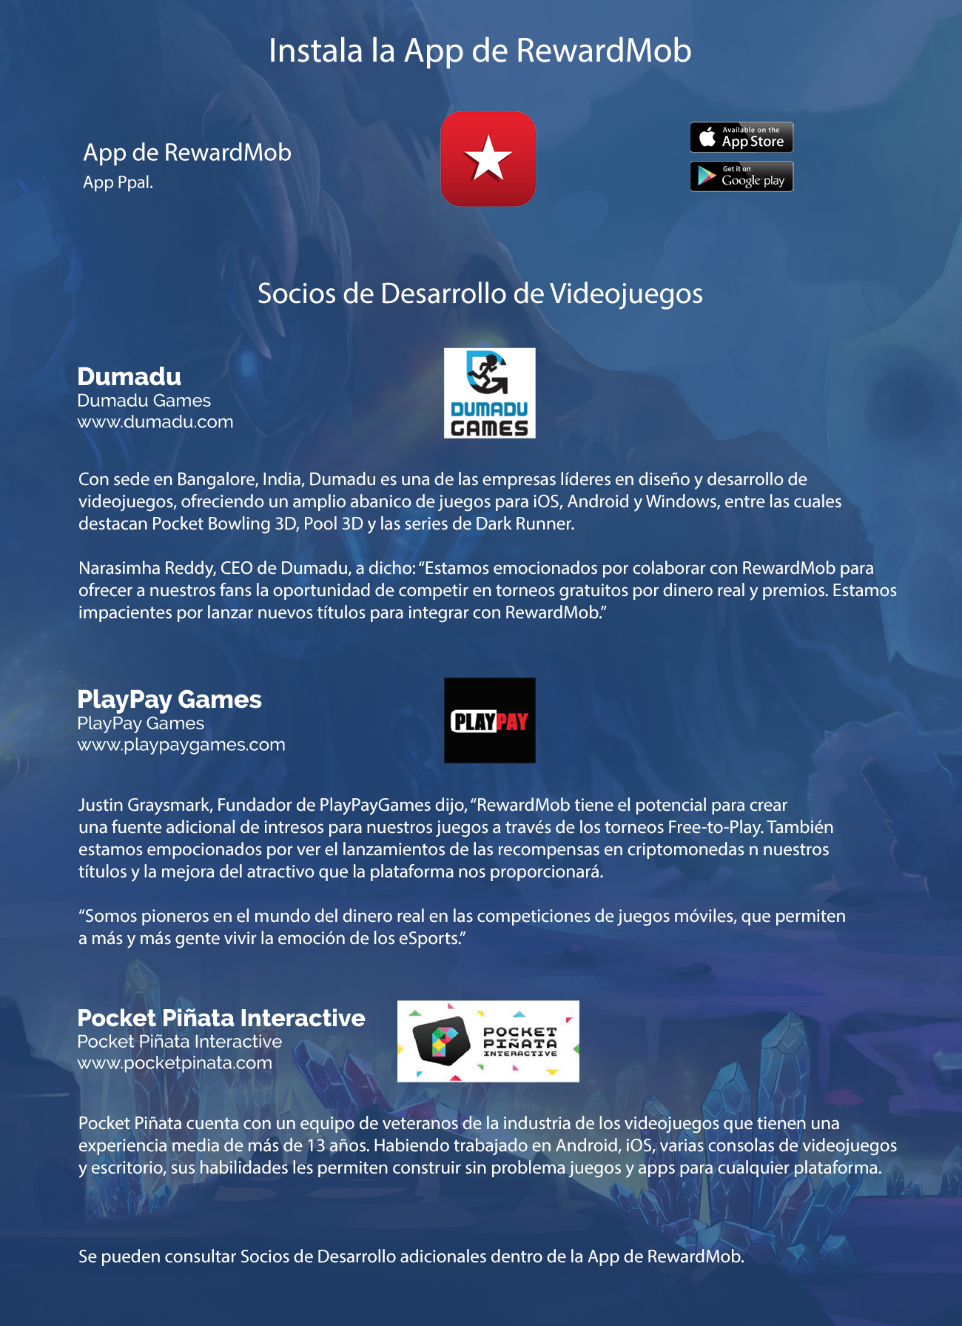 Instala la App de RewardMob
App de RewardMob
App Ppal.
Available on the
App Store
Get it on
Google play
Socios de Desarrollo de Videojuegos
Dumadu
Dumadu Games
www.dumadu.com
DUMADU
GAMES
Con sede en Bangalore, India, Dumadu es una de las empresas líderes en diseño y desarrollo de
videojuegos, ofreciendo un amplio abanico de juegos para iOS, Android y Windows, entre las cuales
destacan Pocket Bowling 3D, Pool 3D y las series de Dark Runner.
Narasimha Reddy, CEO de Dumadu, a dicho: “Estamos emocionados por colaborar con RewardMob para
ofrecer a nuestros fans la oportunidad de competir en torneos gratuitos por dinero real y premios. Estamos
impacientes por lanzar nuevos títulos para integrar con RewardMob.”
PlayPay Games
PlayPay Games
www.playpaygames.com
PLAYPAY
Justin Graysmark, Fundador de PlayPayGames dijo, “RewardMob tiene el potencial para crear
una fuente adicional de intresos para nuestros juegos a través de los torneos Free-to-Play. También
estamos empocionados por ver el lanzamientos de las recompensas en criptomonedas n nuestros
títulos y la mejora del atractivo que la plataforma nos proporcionará.
“Somos pioneros en el mundo del dinero real en las competiciones de juegos móviles, que permiten
a más y más gente vivir la emoción de los eSports.”
Pocket Piñata Interactive
Pocket Piñata Interactive
www.pocketpinata.com
POCKET
PIÑATA
INTERACTIVE
Pocket Piñata cuenta con un equipo de veteranos de la industria de los videojuegos que tienen una
experiencia media de más de 13 años. Habiendo trabajado en Android, iOS, varias consolas de videojuegos
y escritorio, sus habilidades les permiten construir sin problema juegos y apps para cualquier plataforma.
Se pueden consultar Socios de Desarrollo adicionales dentro de la App de RewardMob.